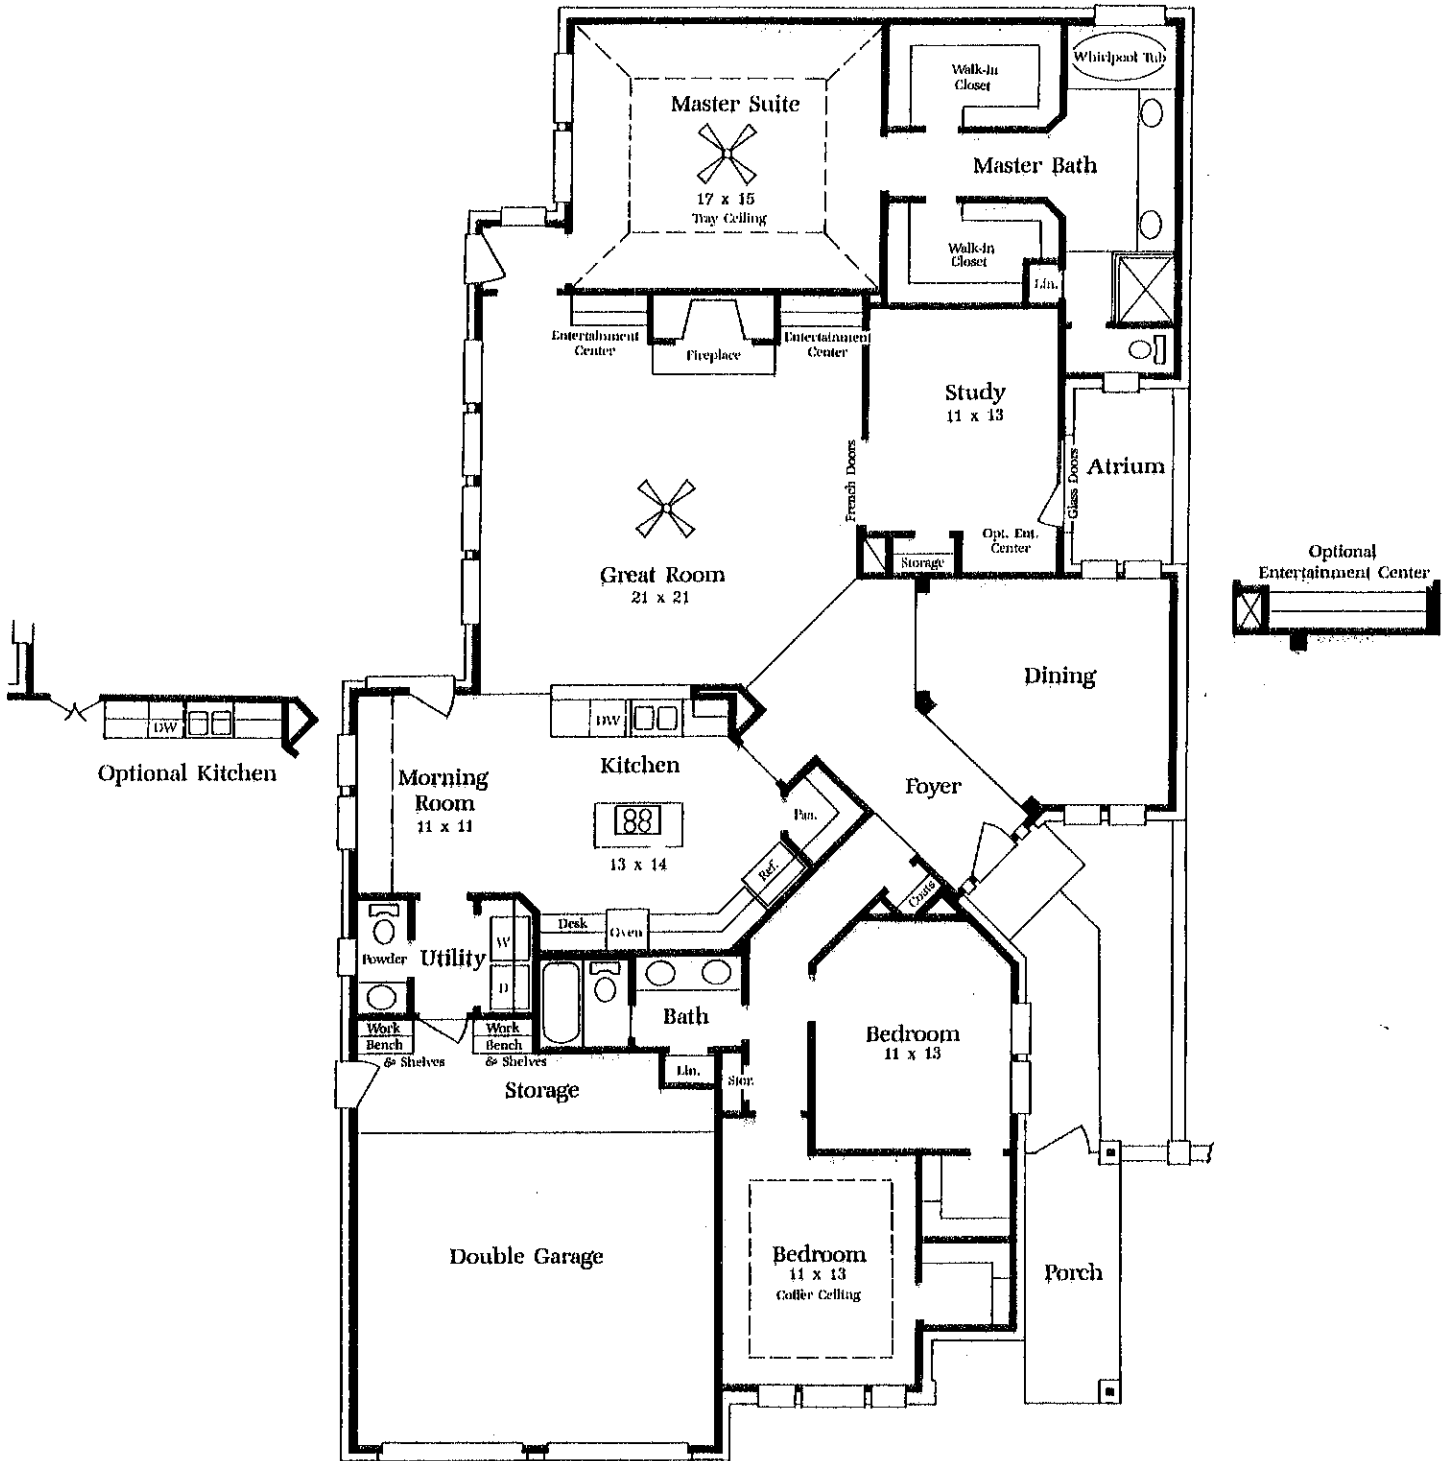 Whirlpool Tub
Walk-in
Closet
Master Suite
17 x 15
Tray Ceiling
Master Bath
Walk-in
Closet
Lin.
Entertainment
Center
Fireplace
Entertainment
Center
Study
11 x 13
French Doors
Glass Doors
Atrium
Opt. Ent.
Center
Storage
Great Room
21 x 21
Optional
Entertainment Center
Dining
DW
Optional Kitchen
DW
Kitchen
Morning
Room
11 x 11
13 x 14
Pan.
Foyer
Ref.
Coats
Desk
Oven
Powder
Utility
W
D
Bath
Bedroom
11 x 13
Work
Bench
& Shelves
Work
Bench
& Shelves
Lin.
Stor.
Storage
Double Garage
Bedroom
11 x 13
Coffer Ceiling
Porch